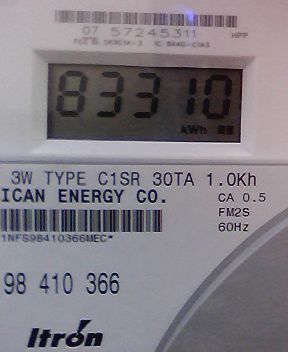 07 57245311 HPP
83310
kWh
3W TYPE C1SR 30TA 1.0Kh
ICAN ENERGY CO. CA 0.5
FM2S
60Hz
1NFS98410366MEC*
98 410 366
Itron